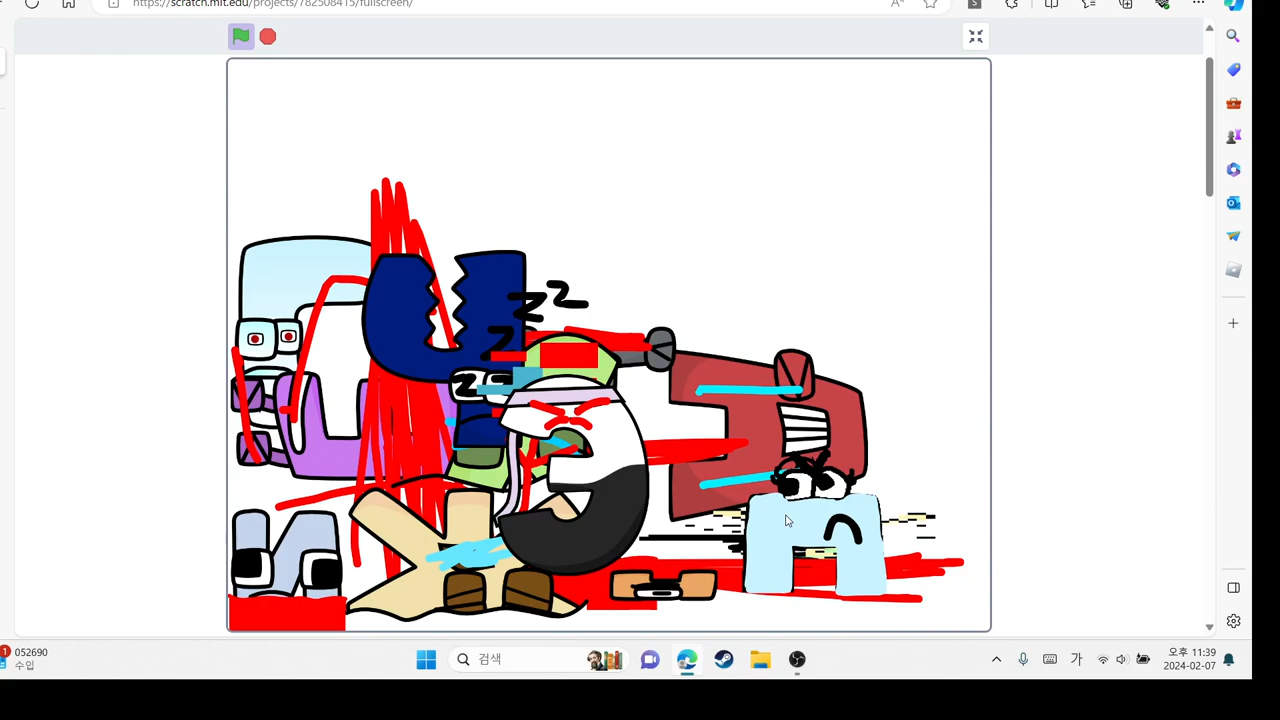 https://scratch.mit.edu/projects/782508415/fullscreen/
A
S
z
z
z
z
1 052690
수입
검색
가
오후 11:39
2024-02-07